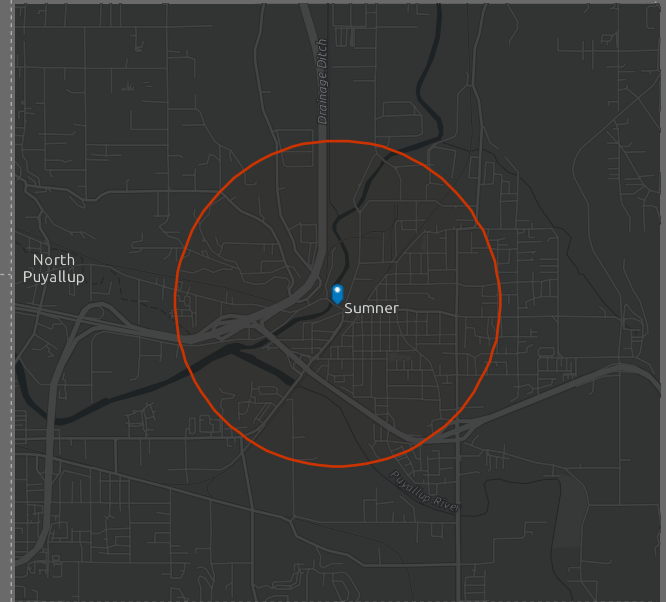 Drainage Ditch
North
Puyallup
Sumner
Puyallup River